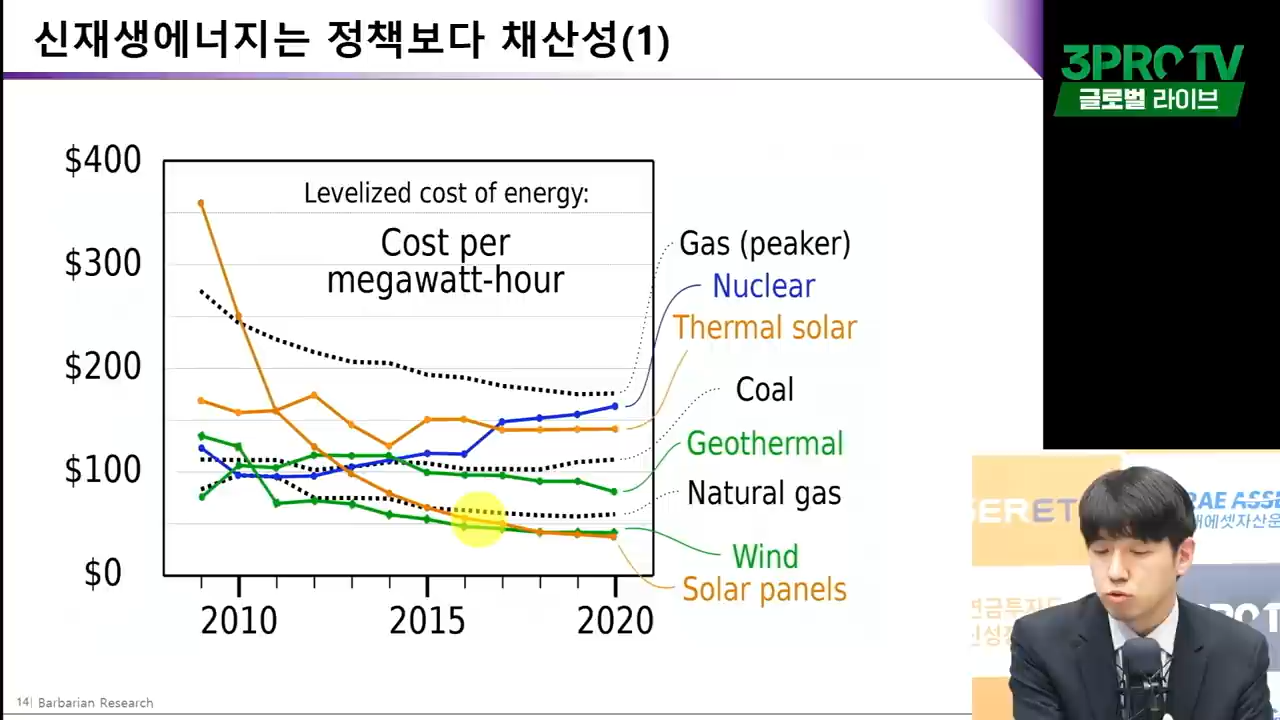 신재생에너지는 정책보다 채산성(1)
3PRO TV
글로벌 라이브
$400
$300
$200
$100
$0
Levelized cost of energy:
Cost per
megawatt-hour
Gas (peaker)
Nuclear
Thermal solar
Coal
Geothermal
Natural gas
Wind
Solar panels
2010
2015
2020
14| Barbarian Research